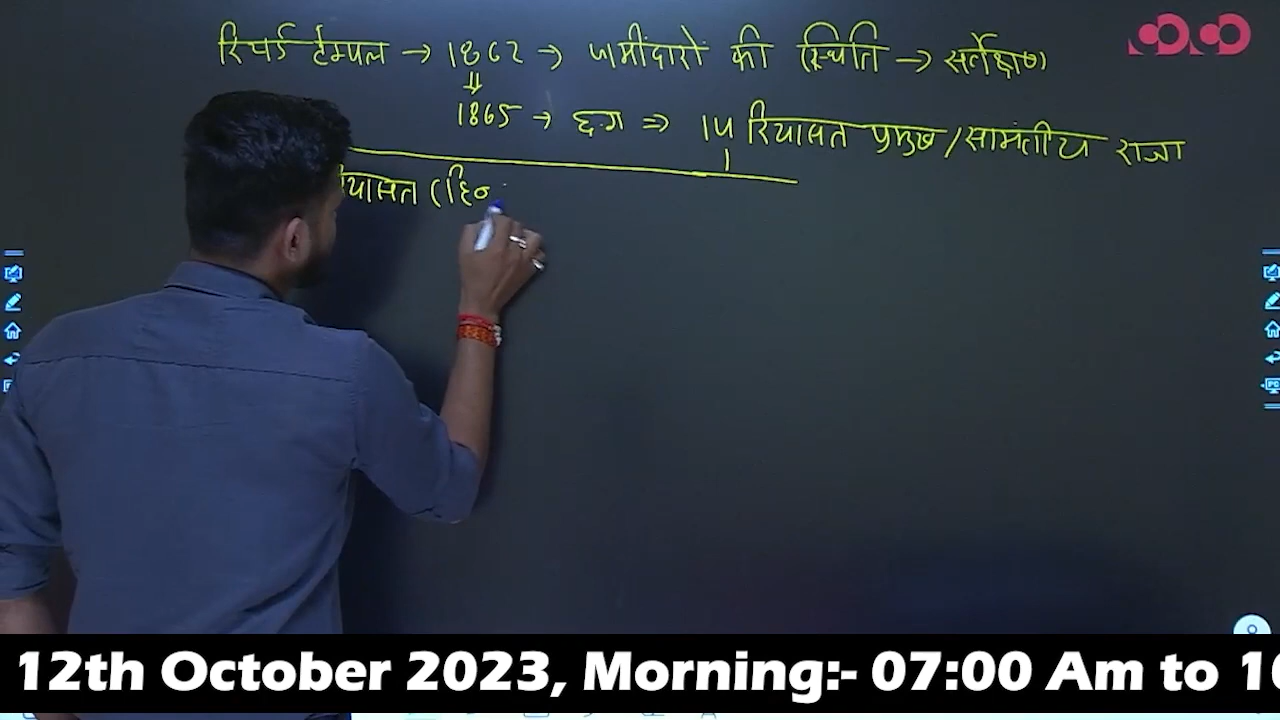 रिचर्ड टेम्पल → 1862 → जमींदारों की स्थिति → सर्वेक्षण
⇓
1865 → छ.ग ⇒ 14 रियासत प्रमुख / सामंतीय राजा
यासत (हि
12th October 2023, Morning:- 07:00 Am to 1